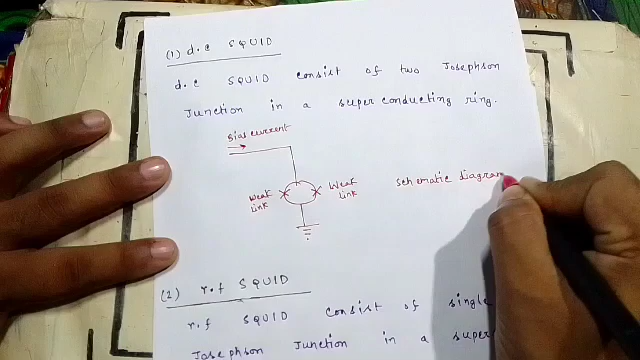 (1) d.c SQUID
d.c SQUID consist of two Josephson
Junction in a super conducting ring.
Bias current
Weak
link
Weak
link
schematic diagram
(2) r.f SQUID
r.f SQUID consist of single
Josephson Junction in a super